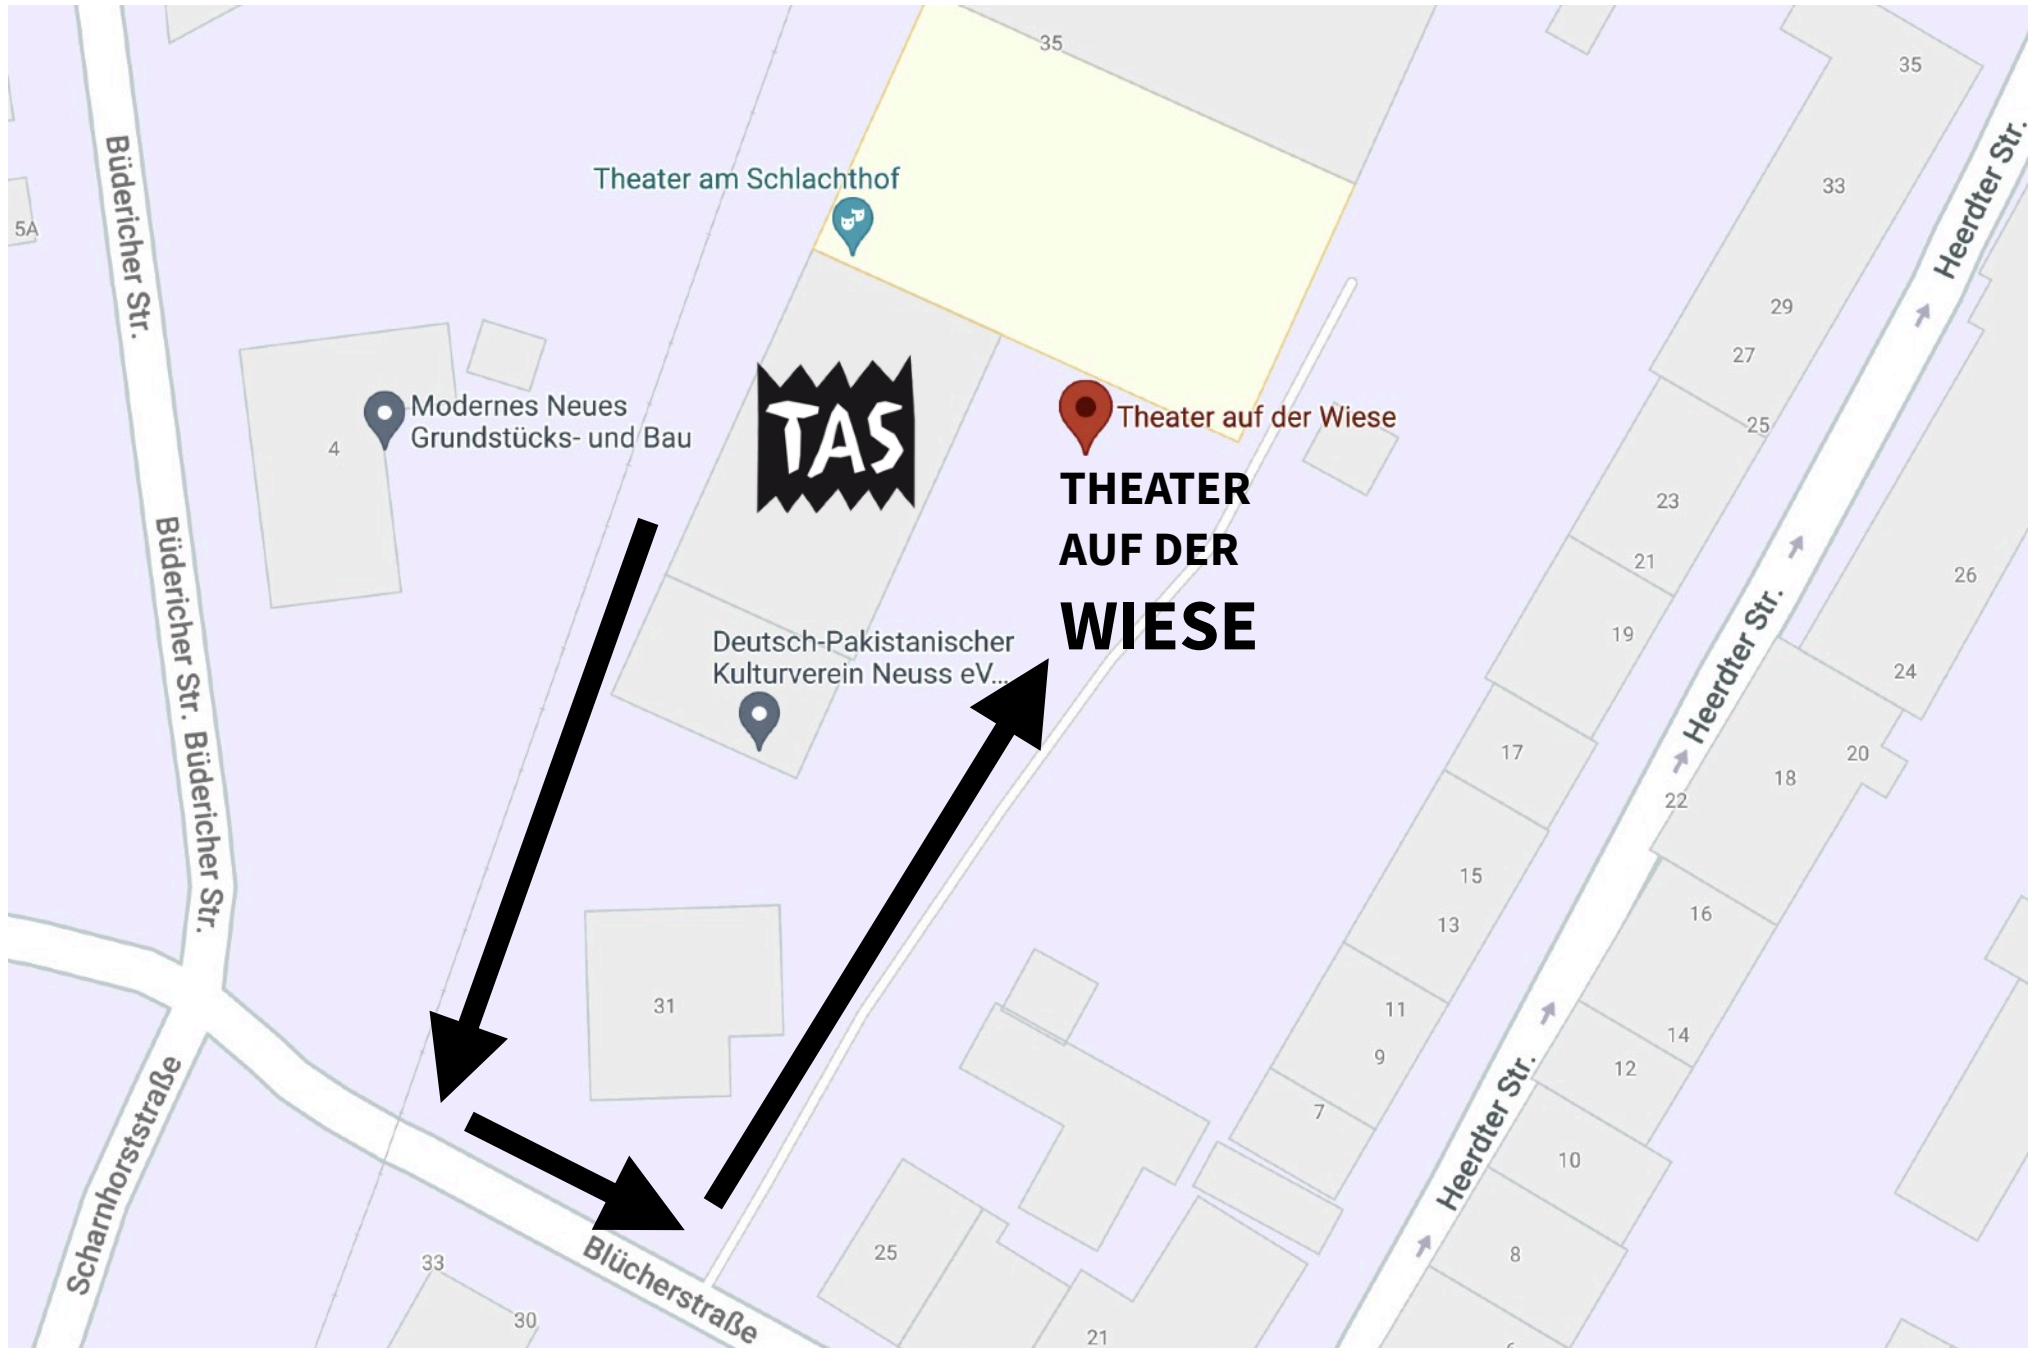 35
35
Büdericher Str.
Heerdter Str.
Theater am Schlachthof
33
5A
29
27
Modernes Neues
Grundstücks- und Bau
4
TAS
Theater auf der Wiese
25
THEATER
AUF DER
WIESE
23
21
26
Büdericher Str.
Heerdter Str.
19
Deutsch-Pakistanischer
Kulturverein Neuss eV...
24
Büdericher Str.
17
20
18
22
15
16
13
31
11
14
9
12
Scharnhorststraße
Heerdter Str.
7
10
25
8
33
Blücherstraße
30
21